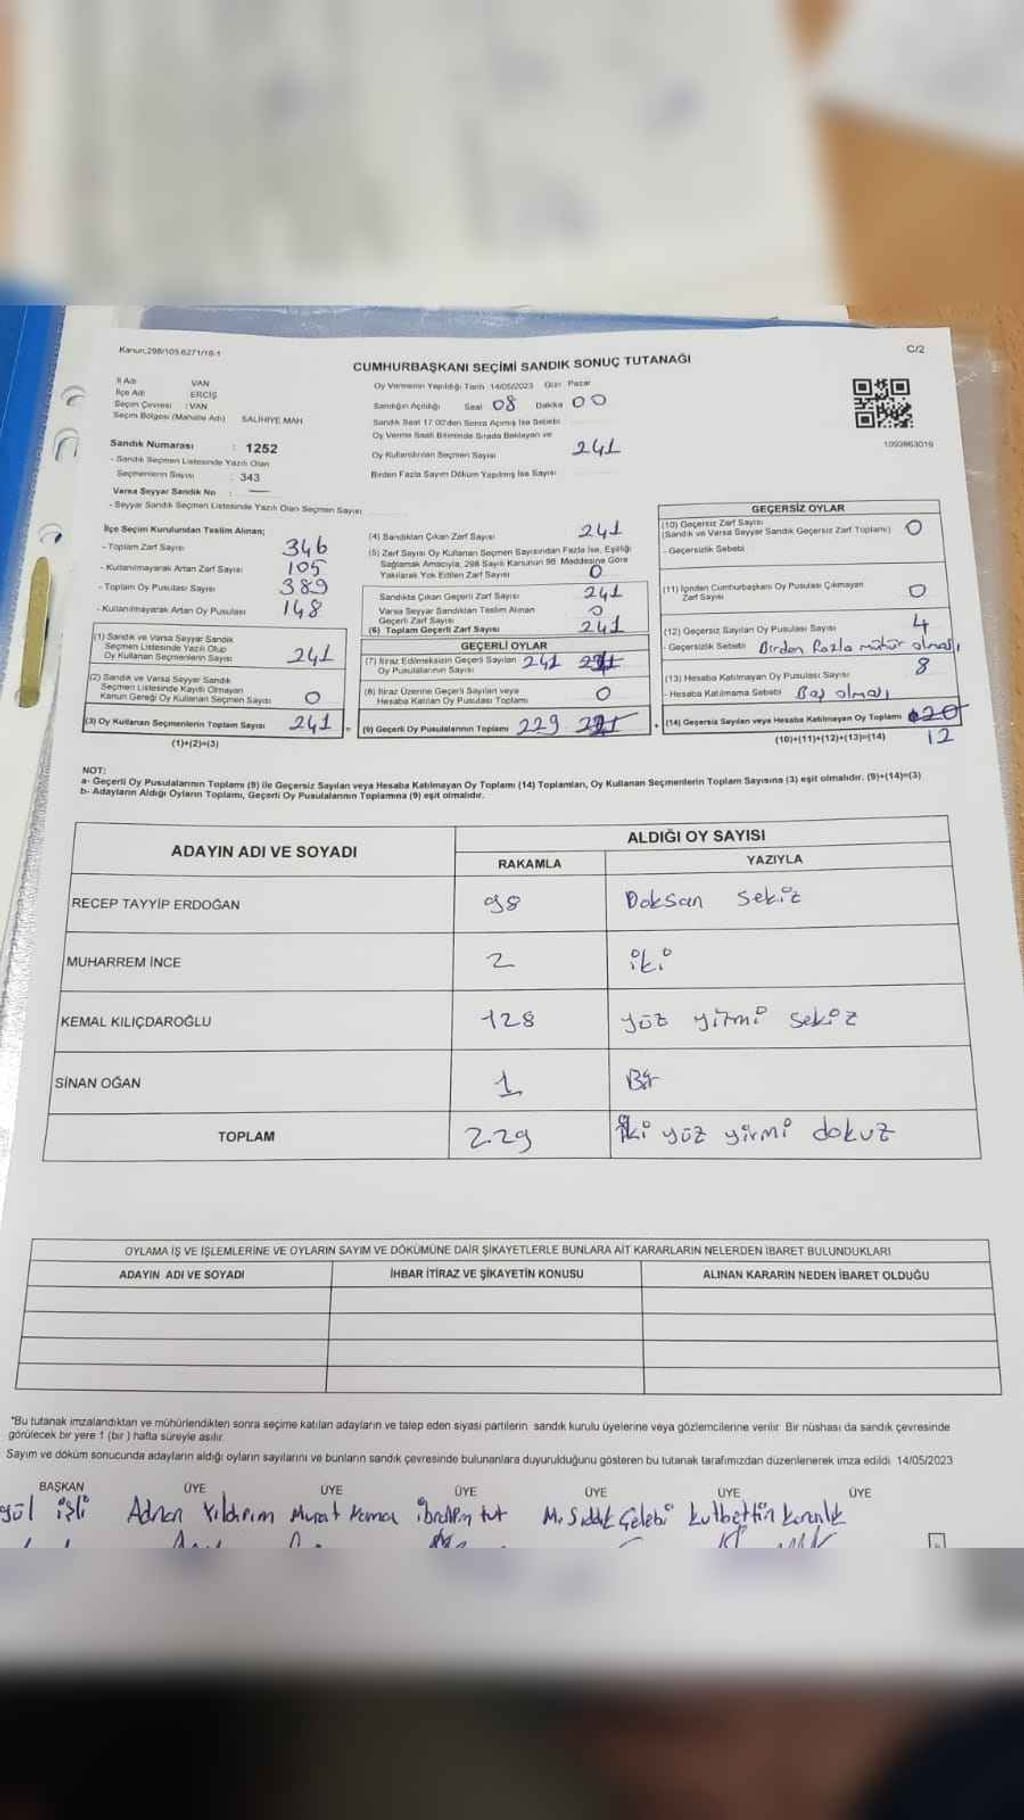 Kanun;298/105.6271/18-1
C/2
CUMHURBAŞKANI SEÇİMİ SANDIK SONUÇ TUTANAĞI
İl Adı VAN
İlçe Adı ERCİŞ
Seçim Çevresi : VAN
Seçim Bölgesi (Mahalle Adı) SALİHİYE MAH
Sandık Numarası : 1252
- Sandık Seçmen Listesinde Yazılı Olan
Seçmenlerin Sayısı : 343
Varsa Seyyar Sandık No :
- Seyyar Sandık Seçmen Listesinde Yazılı Olan Seçmen Sayısı
Oy Vermenin Yapıldığı Tarih 14/05/2023 Gün Pazar
Sandığın Açıldığı Saat 08 Dakika 00
Sandık Saat 17.00'den Sonra Açılmış İse Sebebi
Oy Verme Saati Bitiminde Sırada Bekleyen ve
Oy Kullandırılan Seçmen Sayısı 241
Birden Fazla Sayım Döküm Yapılmış İse Sayısı
1093863019
İlçe Seçim Kurulundan Teslim Alınan;
- Toplam Zarf Sayısı 346
- Kullanılmayarak Artan Zarf Sayısı 105
- Toplam Oy Pusulası Sayısı 389
- Kullanılmayarak Artan Oy Pusulası 148
(1) Sandık ve Varsa Seyyar Sandık
Seçmen Listesinde Yazılı Olup
Oy Kullanan Seçmenlerin Sayısı 241
(2) Sandık ve Varsa Seyyar Sandık
Seçmen Listesinde Kayıtlı Olmayan
Kanun Gereği Oy Kullanan Seçmen Sayısı 0
(3) Oy Kullanan Seçmenlerin Toplam Sayısı 241
(1)+(2)=(3)
(4) Sandıktan Çıkan Zarf Sayısı 241
(5) Zarf Sayısı Oy Kullanan Seçmen Sayısından Fazla İse, Eşitliği
Sağlamak Amacıyla, 298 Sayılı Kanunun 98. Maddesine Göre
Yakılarak Yok Edilen Zarf Sayısı 0
Sandıkta Çıkan Geçerli Zarf Sayısı 241
Varsa Seyyar Sandıktan Teslim Alınan
Geçerli Zarf Sayısı 0
(6) Toplam Geçerli Zarf Sayısı 241
GEÇERLİ OYLAR
(7) İtiraz Edilmeksizin Geçerli Sayılan
Oy Pusulalarının Sayısı 241
(8) İtiraz Üzerine Geçerli Sayılan veya
Hesaba Katılan Oy Pusulası Toplamı 0
(9) Geçerli Oy Pusulalarının Toplamı 229
GEÇERSİZ OYLAR
(10) Geçersiz Zarf Sayısı
(Sandık ve Varsa Seyyar Sandık Geçersiz Zarf Toplamı) 0
- Geçersizlik Sebebi
(11) İçinden Cumhurbaşkanı Oy Pusulası Çıkmayan
Zarf Sayısı 0
(12) Geçersiz Sayılan Oy Pusulası Sayısı 4
- Geçersizlik Sebebi Birden fazla mühür olması
(13) Hesaba Katılmayan Oy Pusulası Sayısı 8
- Hesaba Katılmama Sebebi Boş olması
(14) Geçersiz Sayılan veya Hesaba Katılmayan Oy Toplamı 20
(10)+(11)+(12)+(13)=(14) 12
NOT:
a- Geçerli Oy Pusulalarının Toplamı (9) ile Geçersiz Sayılan veya Hesaba Katılmayan Oy Toplamı (14) Toplamları, Oy Kullanan Seçmenlerin Toplam Sayısına (3) eşit olmalıdır. (9)+(14)=(3)
b- Adayların Aldığı Oyların Toplamı, Geçerli Oy Pusulalarının Toplamına (9) eşit olmalıdır.
ADAYIN ADI VE SOYADI
ALDIĞI OY SAYISI
RAKAMLA YAZIYLA
RECEP TAYYİP ERDOĞAN 98 Doksan sekiz
MUHARREM İNCE 2 iki
KEMAL KILIÇDAROĞLU 128 yüz yirmi sekiz
SİNAN OĞAN 1 Bir
TOPLAM 229 İki yüz yirmi dokuz
OYLAMA İŞ VE İŞLEMLERİNE VE OYLARIN SAYIM VE DÖKÜMÜNE DAİR ŞİKAYETLERLE BUNLARA AİT KARARLARIN NELERDEN İBARET BULUNDUKLARI
ADAYIN ADI VE SOYADI İHBAR İTİRAZ VE ŞİKAYETİN KONUSU ALINAN KARARIN NEDEN İBARET OLDUĞU
"Bu tutanak imzalandıktan ve mühürlendikten sonra seçime katılan adayların ve talep eden siyasi partilerin sandık kurulu üyelerine veya gözlemcilerine verilir. Bir nüshası da sandık çevresinde
görülecek bir yere 1 (bir ) hafta süreyle asılır.
Sayım ve döküm sonucunda adayların aldığı oyların sayılarını ve bunların sandık çevresinde bulunanlara duyurulduğunu gösteren bu tutanak tarafımızdan düzenlenerek imza edildi. 14/05/2023
BAŞKAN ÜYE ÜYE ÜYE ÜYE ÜYE ÜYE
gül işli Adnan Yıldırım Murat İbrahim tut M. Sıddık Çelebi kutbettin